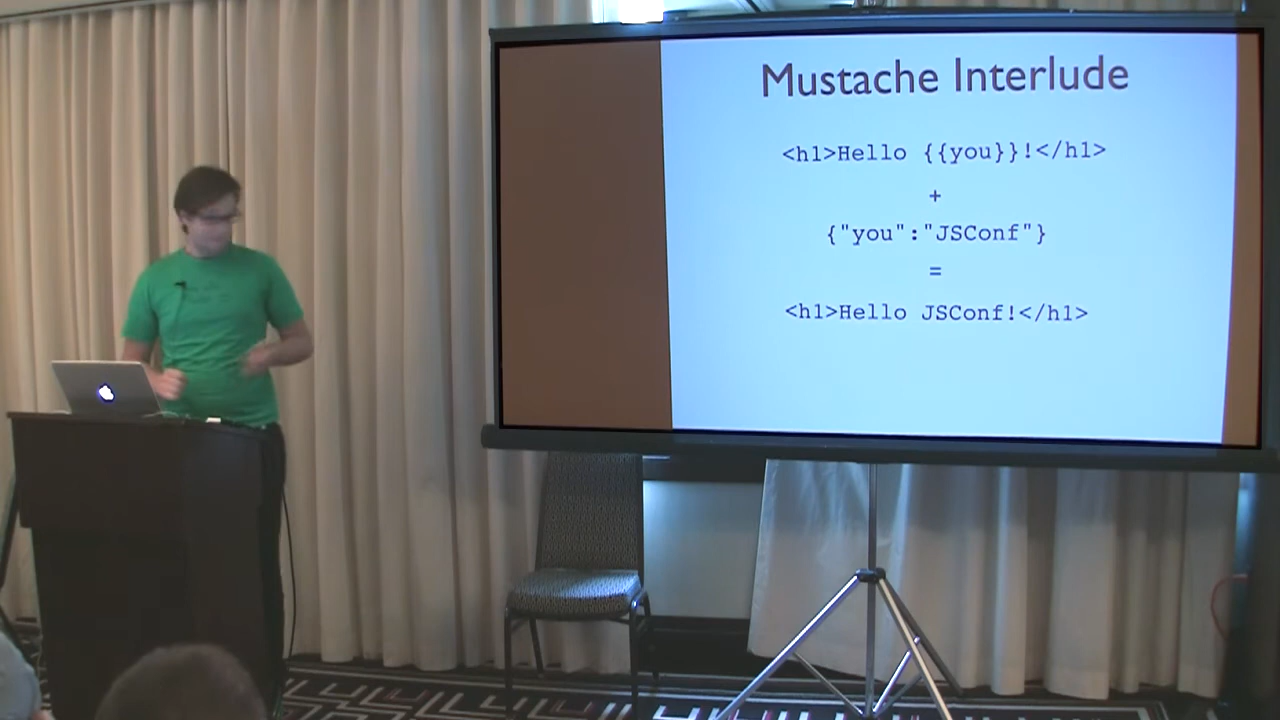 Mustache Interlude
<h1>Hello {{you}}!</h1>
+
{"you":"JSConf"}
=
<h1>Hello JSConf!</h1>